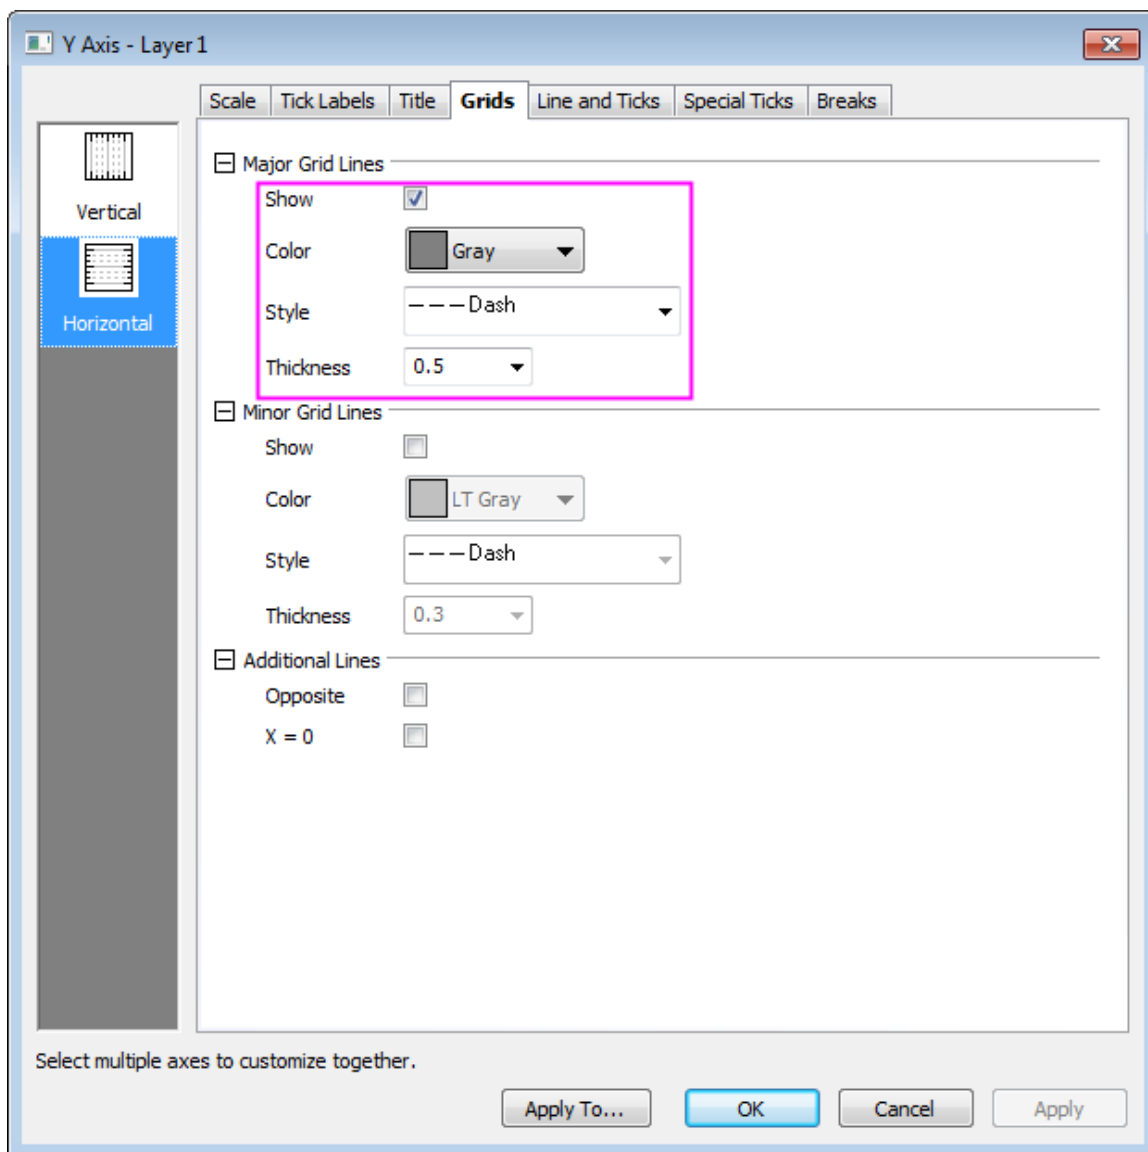 Y Axis - Layer1
Scale Tick Labels Title Grids Line and Ticks Special Ticks Breaks
Vertical
Horizontal
Major Grid Lines
Show
Color Gray
Style Dash
Thickness 0.5
Minor Grid Lines
Show
Color LT Gray
Style Dash
Thickness 0.3
Additional Lines
Opposite
X = 0
Select multiple axes to customize together.
Apply To... OK Cancel Apply